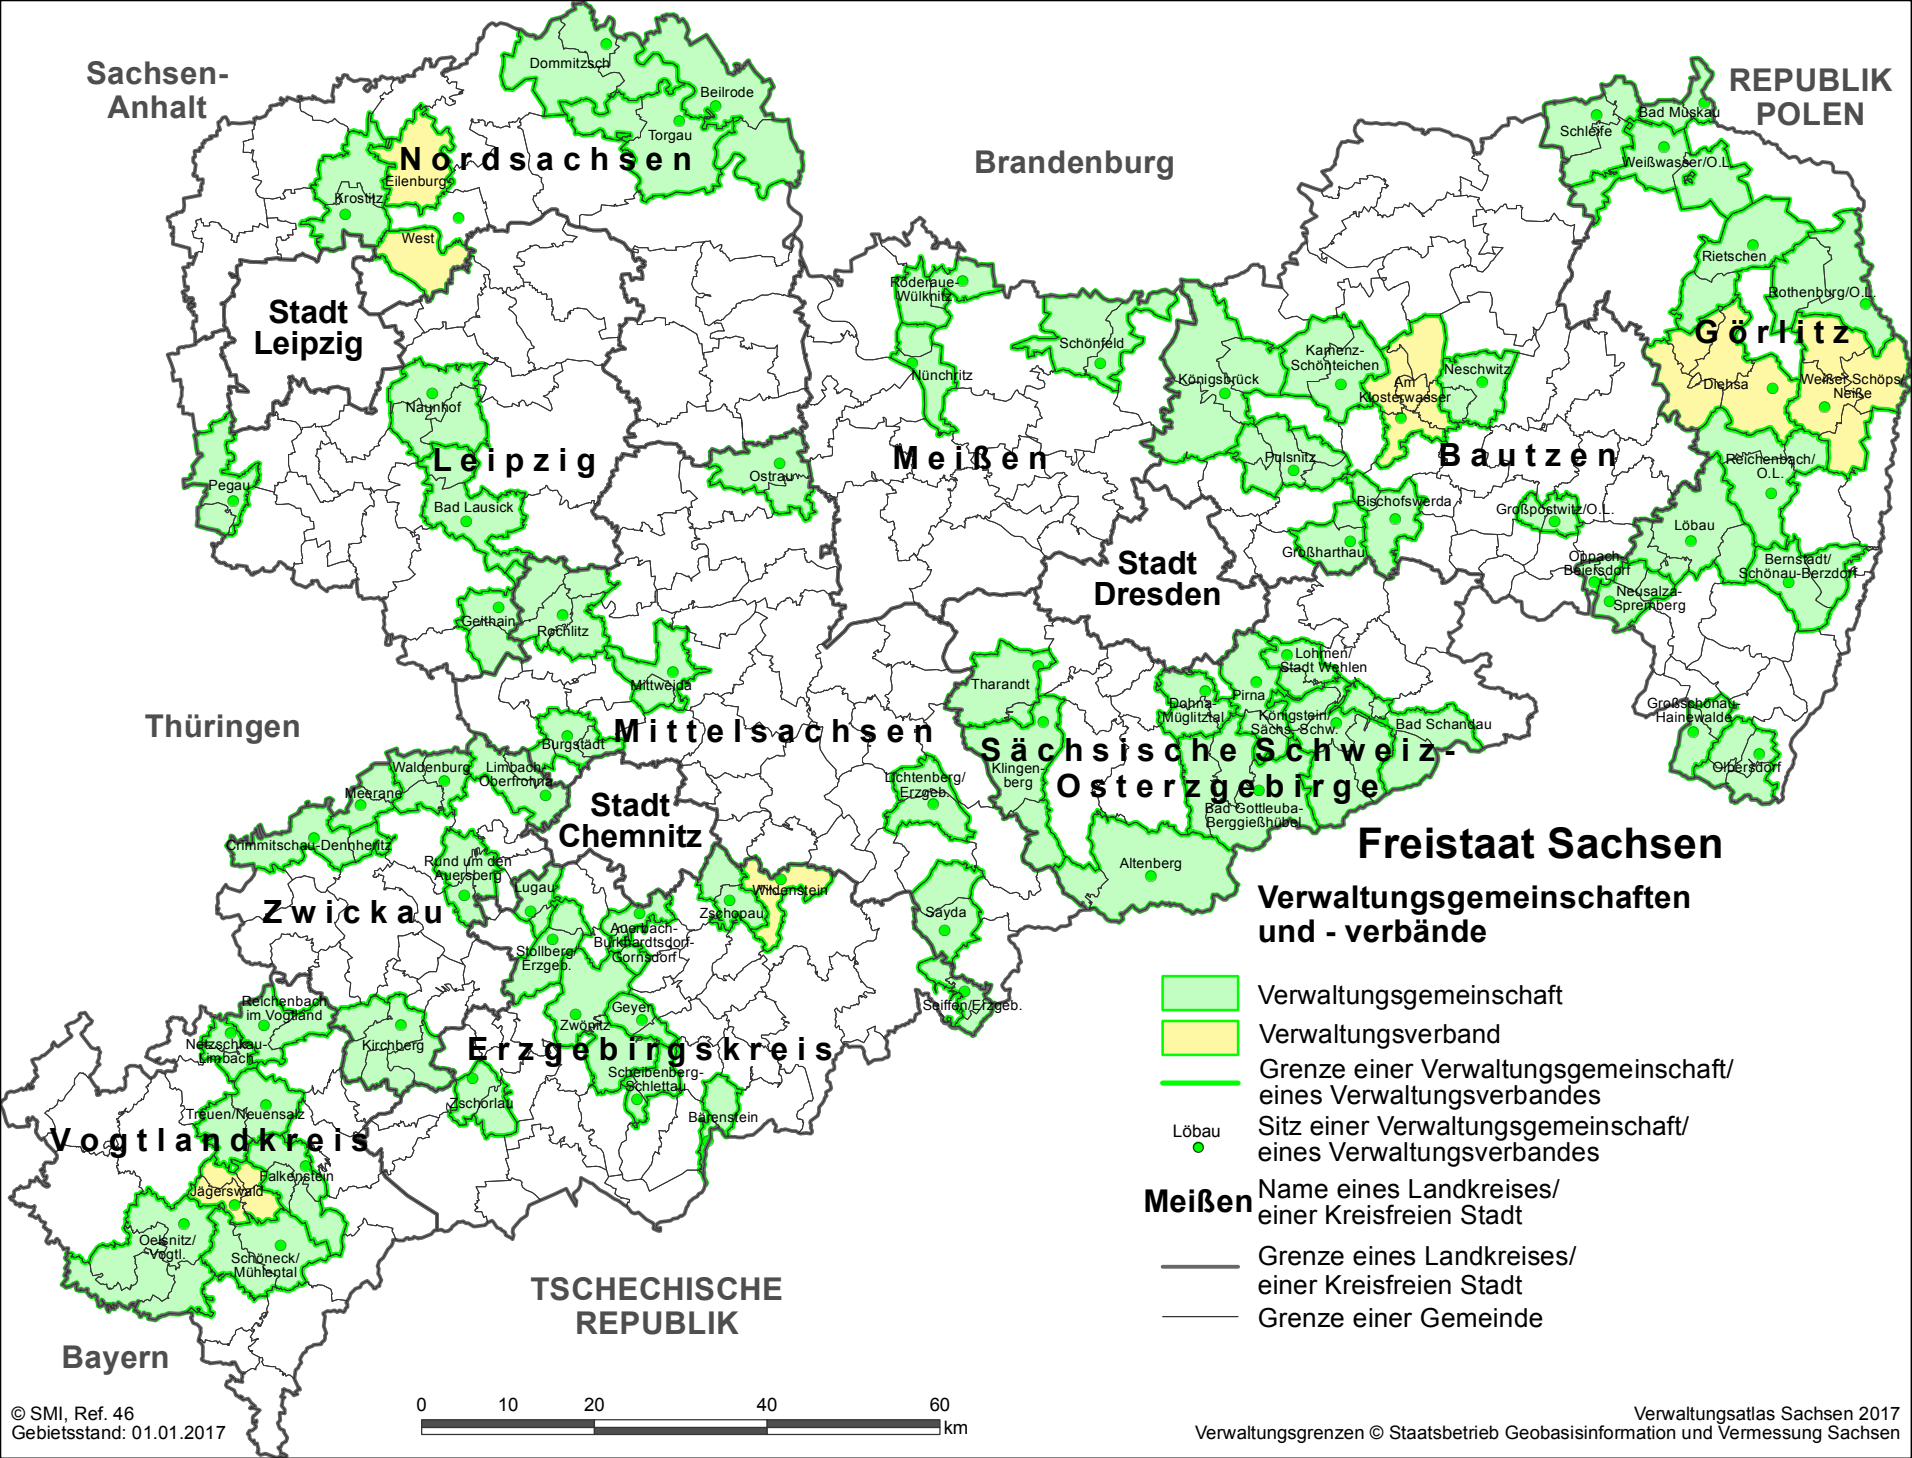 Sachsen-
Anhalt
Dommitzsch
Beilrode
Torgau
Nordsachsen
Eilenburg-
West
Krostitz
Brandenburg
REPUBLIK
POLEN
Schleife
Bad Muskau
Weißwasser/O.L.
Rietschen
Rothenburg/O.L.
Görlitz
Diehsa
Weißer Schöps/
Neiße
Stadt
Leipzig
Röderaue-
Wülknitz
Nünchritz
Schönfeld
Königsbrück
Kamenz-
Schönteichen
Am
Klosterwasser
Neschwitz
Naunhof
Leipzig
Meißen
Bautzen
Pulsnitz
Ostrau
Pegau
Bad Lausick
Bischofswerda
Großharthau
Großpostwitz/O.L.
Reichenbach/
O.L.
Löbau
Oppach-
Beiersdorf
Bernstadt/
Schönau-Berzdorf
Neusalza-
Spremberg
Stadt
Dresden
Geithain
Rochlitz
Mittweida
Tharandt
Lohmen/
Stadt Wehlen
Dohna-
Müglitztal
Pirna
Königstein/
Sächs. Schw.
Bad Schandau
Großschönau-
Hainewalde
Olbersdorf
Thüringen
Burgstädt
Mittelsachsen
Sächsische Schweiz-
Osterzgebirge
Klingen-
berg
Bad Gottleuba-
Berggießhübel
Lichtenberg/
Erzgeb.
Waldenburg
Limbach-
Oberfrohna
Meerane
Crimmitschau-Dennheritz
Stadt
Chemnitz
Rund um den
Auersberg
Lugau
Zwickau
Altenberg
Wildenstein
Zschopau
Sayda
Auerbach-
Burkhardtsdorf-
Gornsdorf
Stollberg/
Erzgeb.
Seiffen/Erzgeb.
Geyer
Zwönitz
Reichenbach
im Vogtland
Netzschkau-
Limbach
Kirchberg
Erzgebirgskreis
Scheibenberg-
Schlettau
Zschorlau
Bärenstein
Treuen/Neuensalz
Vogtlandkreis
Falkenstein
Jägerswald
Oelsnitz/
Vogtl.
Schöneck/
Mühlental
TSCHECHISCHE
REPUBLIK
Bayern
Freistaat Sachsen
Verwaltungsgemeinschaften
und - verbände
Verwaltungsgemeinschaft
Verwaltungsverband
Grenze einer Verwaltungsgemeinschaft/
eines Verwaltungsverbandes
Löbau
Sitz einer Verwaltungsgemeinschaft/
eines Verwaltungsverbandes
Meißen
Name eines Landkreises/
einer Kreisfreien Stadt
Grenze eines Landkreises/
einer Kreisfreien Stadt
Grenze einer Gemeinde
0 10 20 40 60
km
© SMI, Ref. 46
Gebietsstand: 01.01.2017
Verwaltungsatlas Sachsen 2017
Verwaltungsgrenzen © Staatsbetrieb Geobasisinformation und Vermessung Sachsen